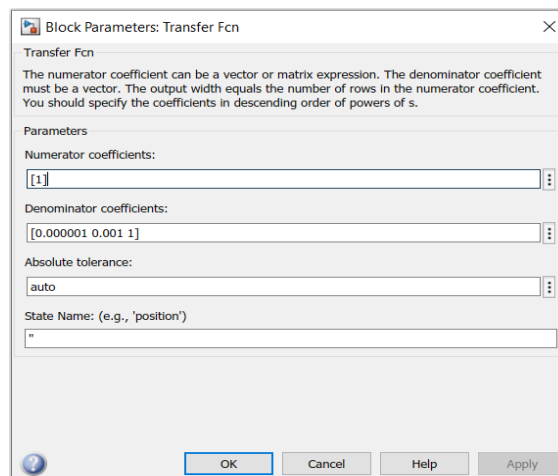 Block Parameters: Transfer Fcn
Transfer Fcn
The numerator coefficient can be a vector or matrix expression. The denominator coefficient
must be a vector. The output width equals the number of rows in the numerator coefficient.
You should specify the coefficients in descending order of powers of s.
Parameters
Numerator coefficients:
[1]
Denominator coefficients:
[0.000001 0.001 1]
Absolute tolerance:
auto
State Name: (e.g., 'position')
''
OK Cancel Help Apply